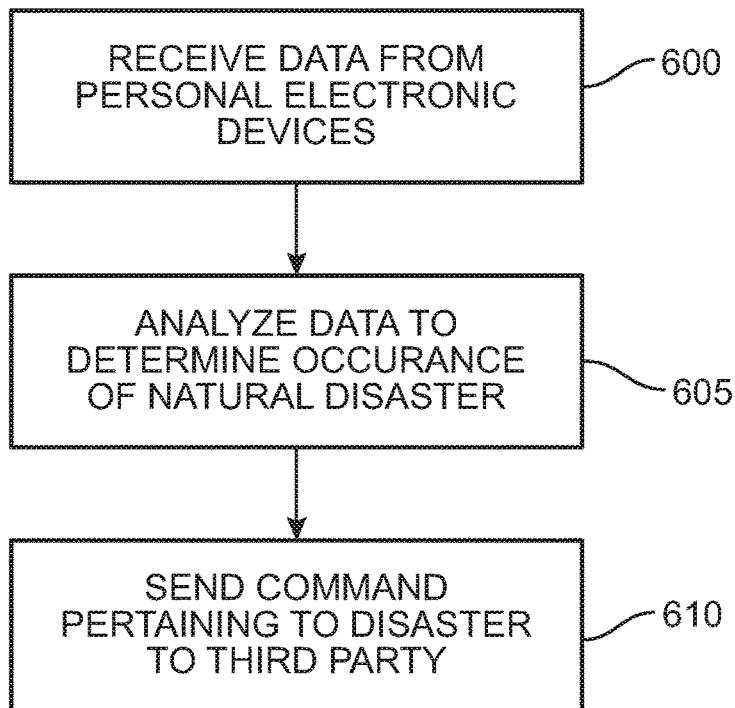 RECEIVE DATA FROM
PERSONAL ELECTRONIC
DEVICES
600
ANALYZE DATA TO
DETERMINE OCCURANCE
OF NATURAL DISASTER
605
SEND COMMAND
PERTAINING TO DISASTER
TO THIRD PARTY
610